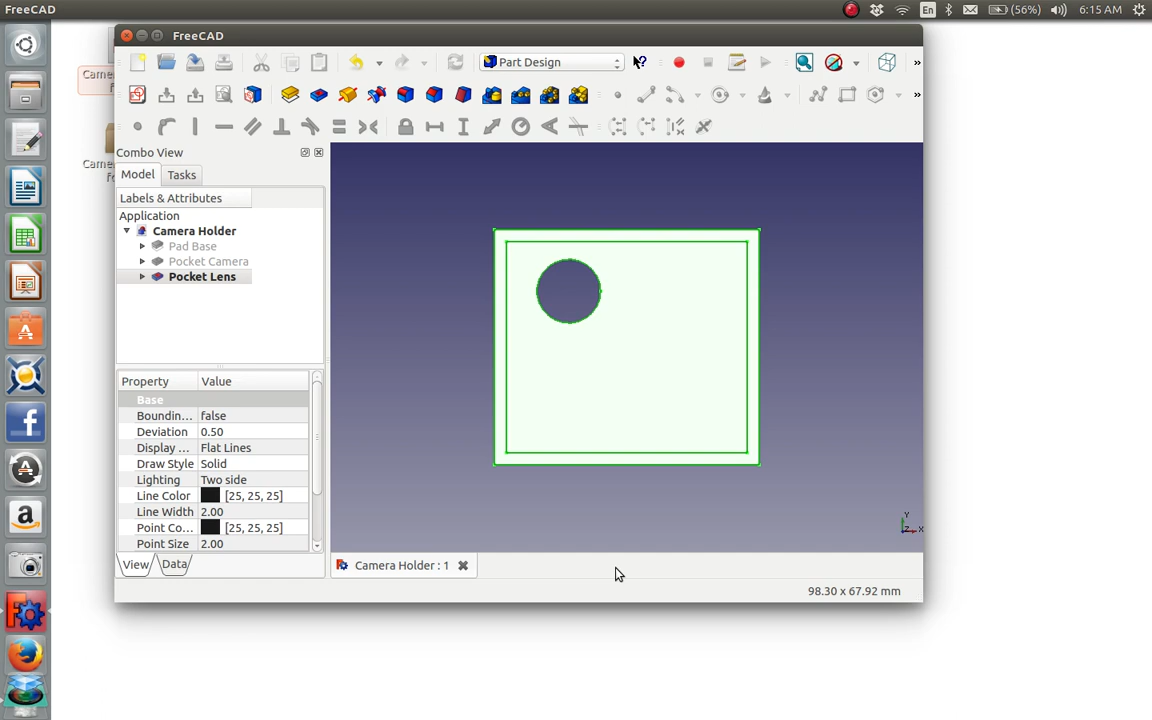 FreeCAD
En
(56%)
6:15 AM
Came
f
Came
f
FreeCAD
Part Design
»
»
Combo View
Model
Tasks
Labels & Attributes
Application
Camera Holder
Pad Base
Pocket Camera
Pocket Lens
Property
Value
Base
Boundin... false
Deviation 0.50
Display ... Flat Lines
Draw Style Solid
Lighting Two side
Line Color [25, 25, 25]
Line Width 2.00
Point Co... [25, 25, 25]
Point Size 2.00
View
Data
Camera Holder : 1
Y
Z
X
98.30 x 67.92 mm